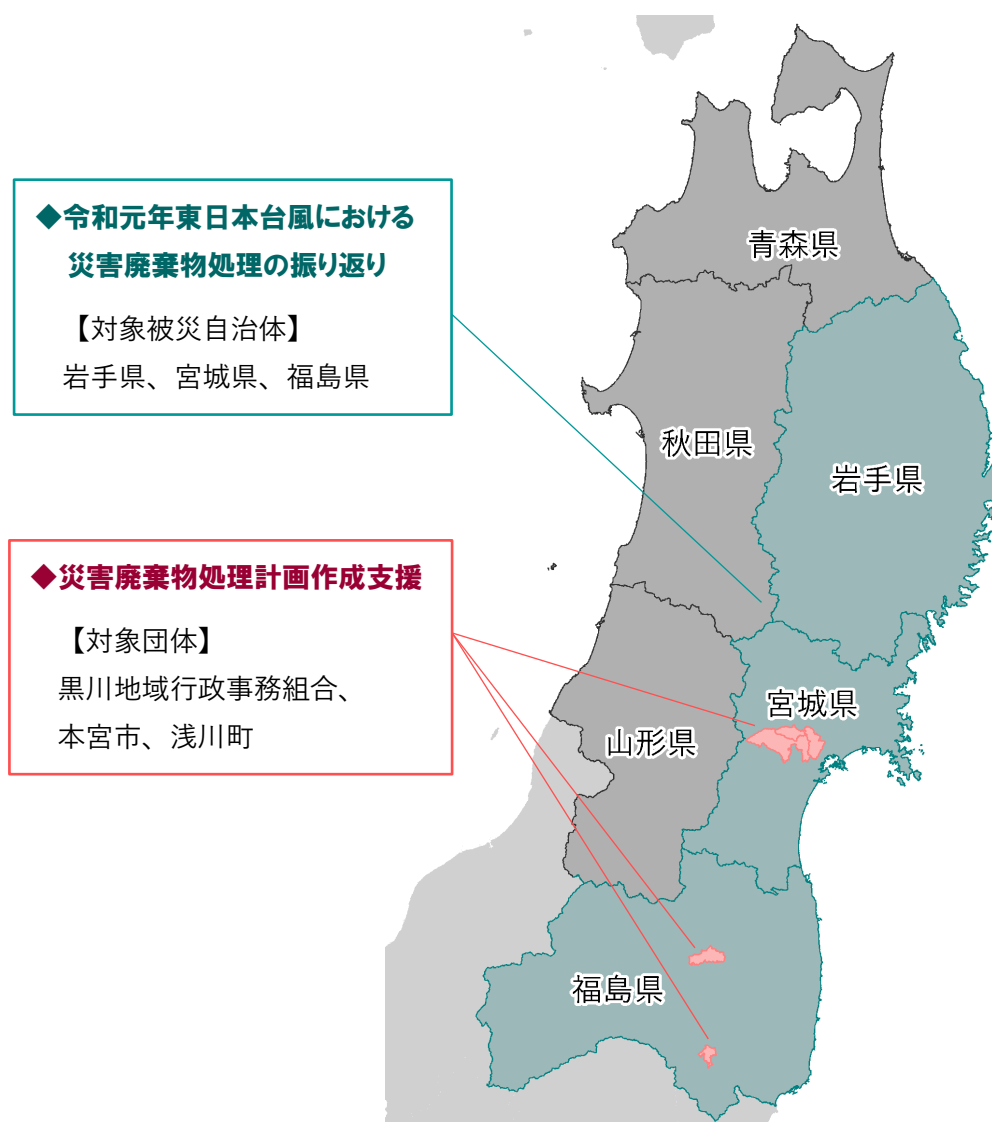 ◆令和元年東日本台風における
災害廃棄物処理の振り返り
【対象被災自治体】
岩手県、宮城県、福島県
◆災害廃棄物処理計画作成支援
【対象団体】
黒川地域行政事務組合、
本宮市、浅川町
青森県
秋田県
岩手県
宮城県
山形県
福島県